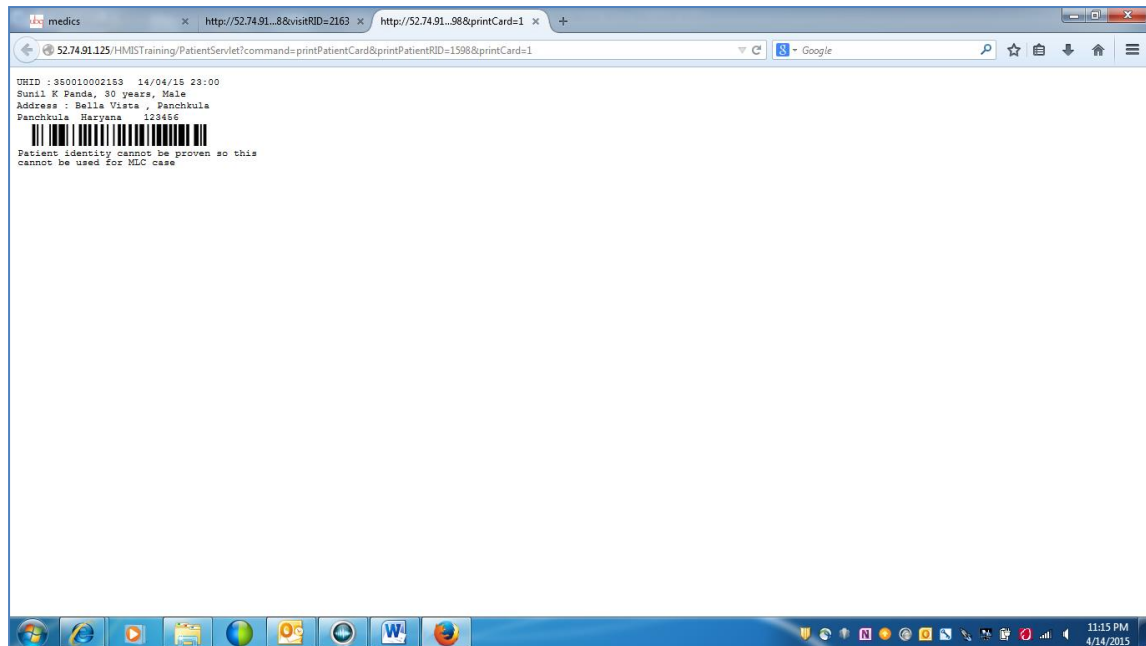 ubq medics
http://52.74.91...8&visitRID=2163
http://52.74.91...98&printCard=1
52.74.91.125/HMISTraining/PatientServlet?command=printPatientCard&printPatientRID=1598&printCard=1
Google
UHID :350010002153 14/04/15 23:00
Sunil K Panda, 30 years, Male
Address : Bella Vista , Panchkula
Panchkula Haryana 123456
Patient identity cannot be proven so this
cannot be used for MLC case
11:15 PM
4/14/2015